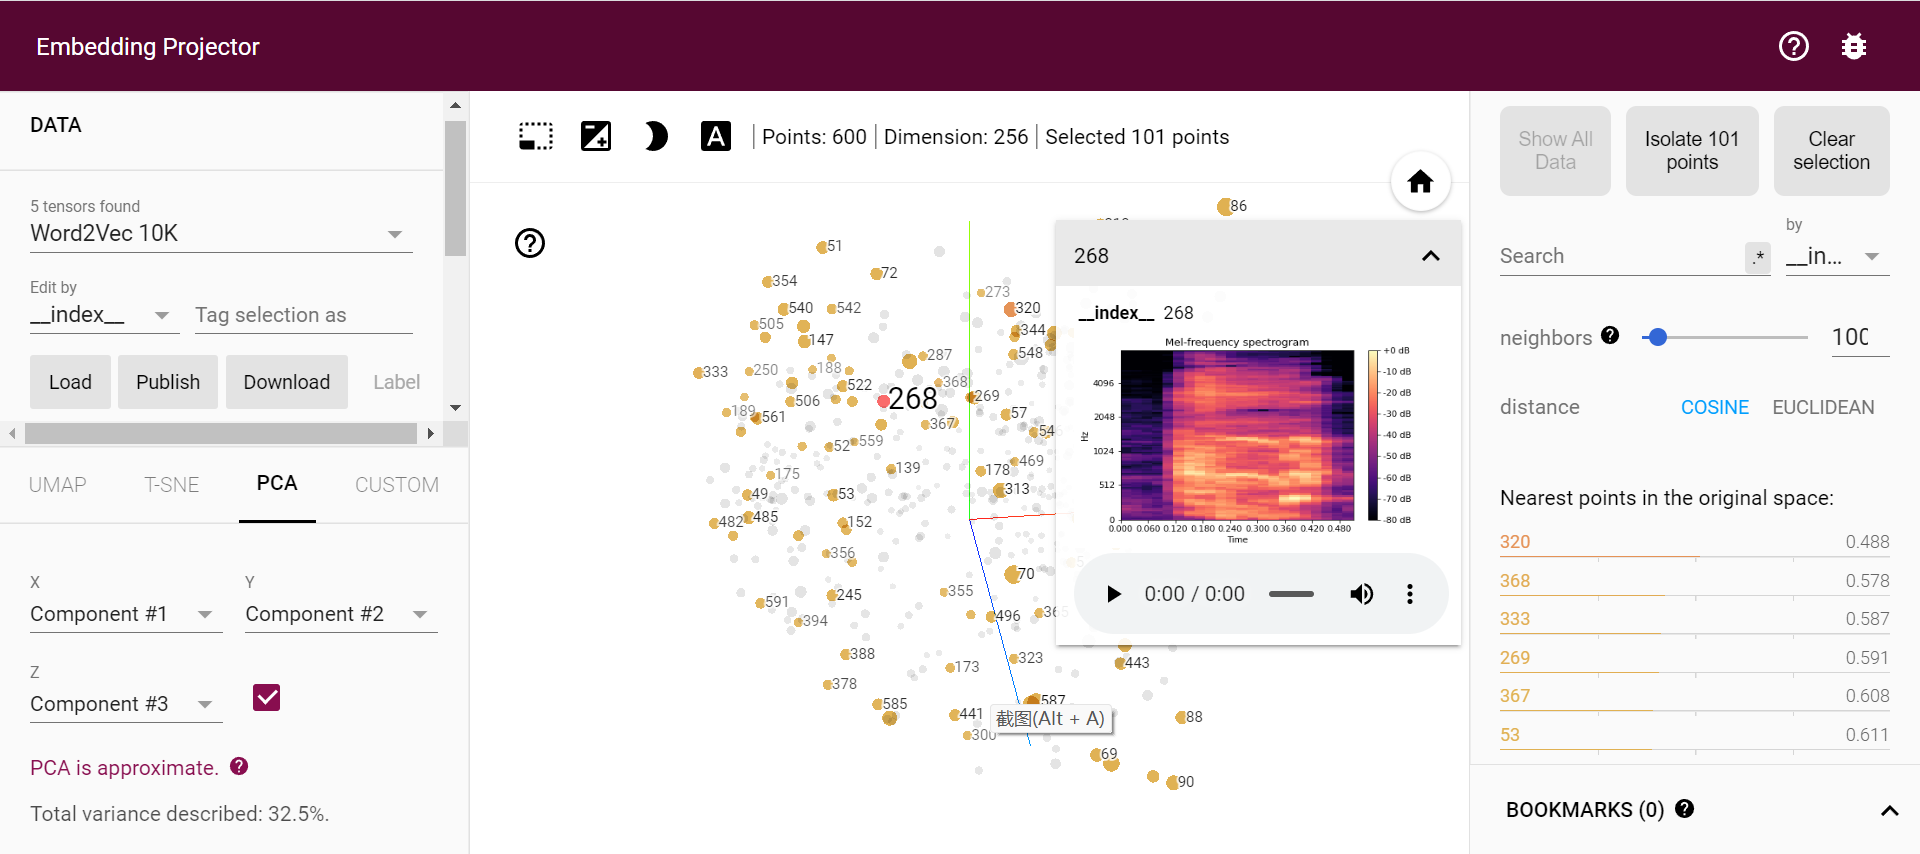 Embedding Projector
DATA
5 tensors found
Word2Vec 10K
Edit by
__index__
Tag selection as
Load
Publish
Download
Label
UMAP
T-SNE
PCA
CUSTOM
X
Component #1
Y
Component #2
Z
Component #3
PCA is approximate.
Total variance described: 32.5%.
A
Points: 600
Dimension: 256
Selected 101 points
86
51
72
354
273
540
542
320
505
147
344
548
287
333
250
188
368
522
268
269
506
189
561
367
57
52
559
139
469
178
175
49
53
313
482
485
152
356
70
355
591
245
394
496
388
173
323
443
378
585
587
441
88
300
69
90
截图(Alt + A)
268
__index__ 268
Mel-frequency spectrogram
Hz
4096
2048
1024
512
0
0.000 0.060 0.120 0.180 0.240 0.300 0.360 0.420 0.480
Time
+0 dB
-10 dB
-20 dB
-30 dB
-40 dB
-50 dB
-60 dB
-70 dB
-80 dB
0:00 / 0:00
Show All Data
Isolate 101 points
Clear selection
Search
.*
by
__in...
neighbors
100
distance
COSINE
EUCLIDEAN
Nearest points in the original space:
320 0.488
368 0.578
333 0.587
269 0.591
367 0.608
53 0.611
BOOKMARKS (0)